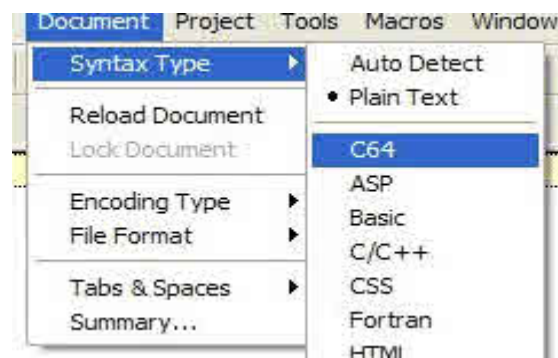 Document Project Tools Macros Window
Syntax Type
Reload Document
Lock Document
Encoding Type
File Format
Tabs & Spaces
Summary...
Auto Detect
Plain Text
C64
ASP
Basic
C/C++
CSS
Fortran
HTML